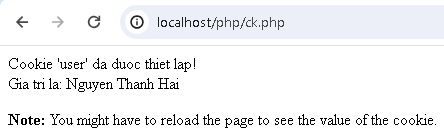 localhost/php/ck.php
Cookie 'user' da duoc thiet lap!
Gia tri la: Nguyen Thanh Hai
Note: You might have to reload the page to see the value of the cookie.